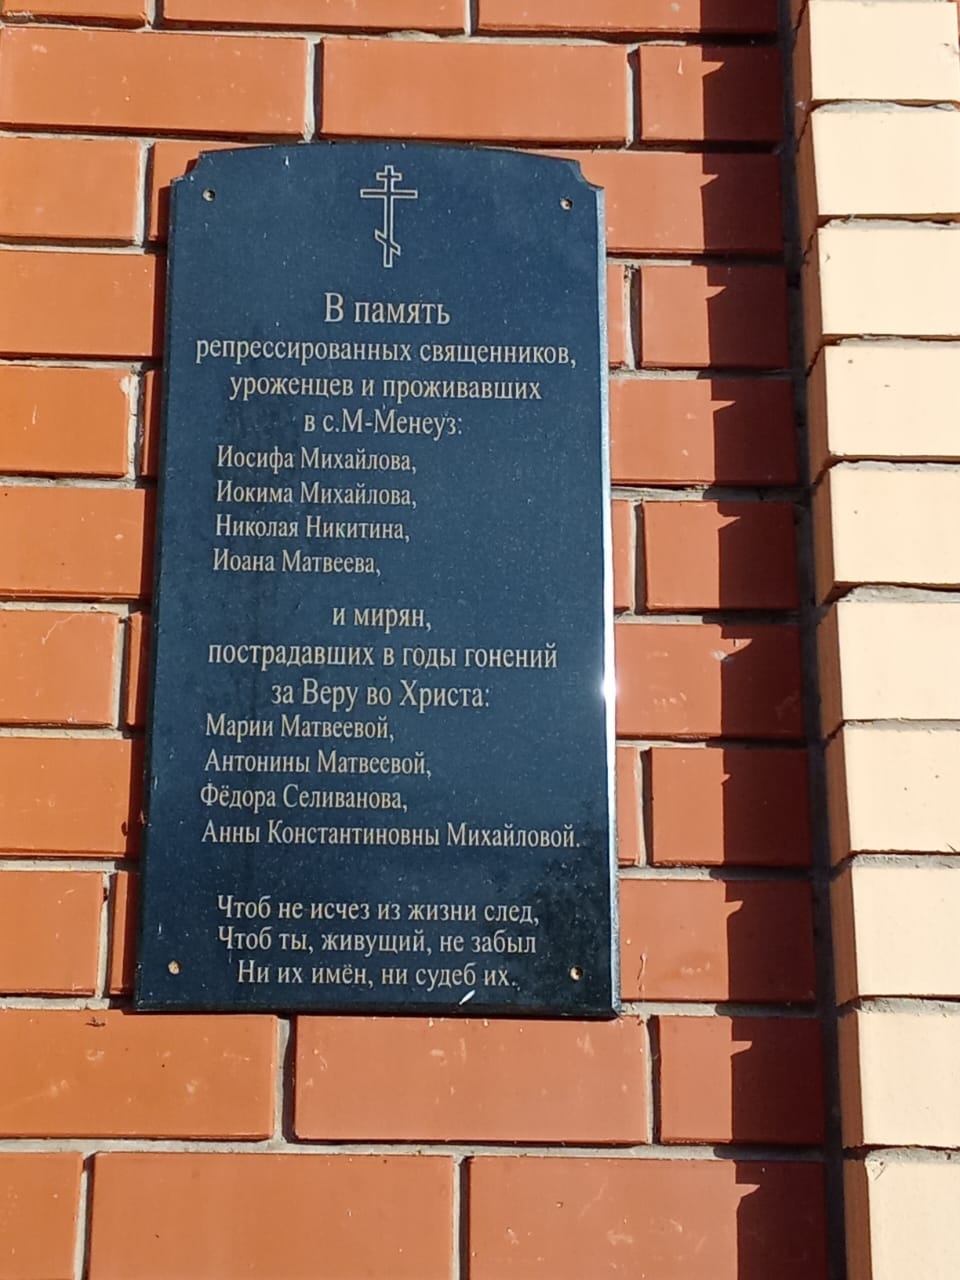 В память
репрессированных священников,
уроженцев и проживавших
в с.М-Менеуз:
Иосифа Михайлова,
Иокима Михайлова,
Николая Никитина,
Иоана Матвеева,
и мирян,
пострадавших в годы гонений
за Веру во Христа:
Марии Матвеевой,
Антонины Матвеевой,
Фёдора Селиванова,
Анны Константиновны Михайловой.
Чтоб не исчез из жизни след,
Чтоб ты, живущий, не забыл
Ни их имён, ни судеб их.